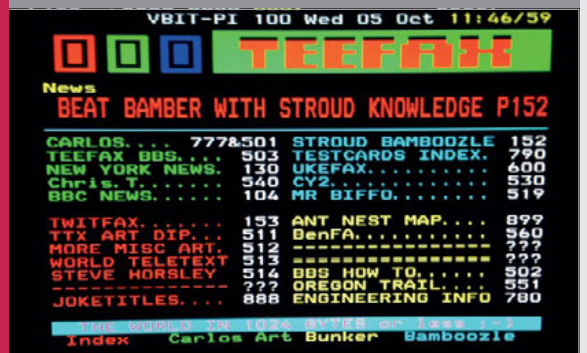 VBIT-PI 100 Wed 05 Oct 11:46/59
TEEFAX
News
BEAT BAMBER WITH STROUD KNOWLEDGE P152
CARLOS.... 777&501 STROUD BAMBOOZLE 152
TEEFAX BBS.... 503 TESTCARDS INDEX. 790
NEW YORK NEWS. 130 UKEFAX.......... 600
Chris.T....... 540 CY2............. 530
BBC NEWS...... 104 MR BIFFO........ 519
TWITFAX....... 153 ANT NEST MAP.... 899
TTX ART DIP... 511 BenFA........... 560
MORE MISC ART. 512 ---------------- ???
WORLD TELETEXT 513 ================ ???
STEVE HORSLEY 514 BBS HOW TO...... 502
-------------- ??? OREGON TRAIL.... 551
JOKETITLES.... 888 ENGINEERING INFO 780
THE WORLD IN 1024 BYTES or less ;-)
Index Carlos Art Bunker Bamboozle